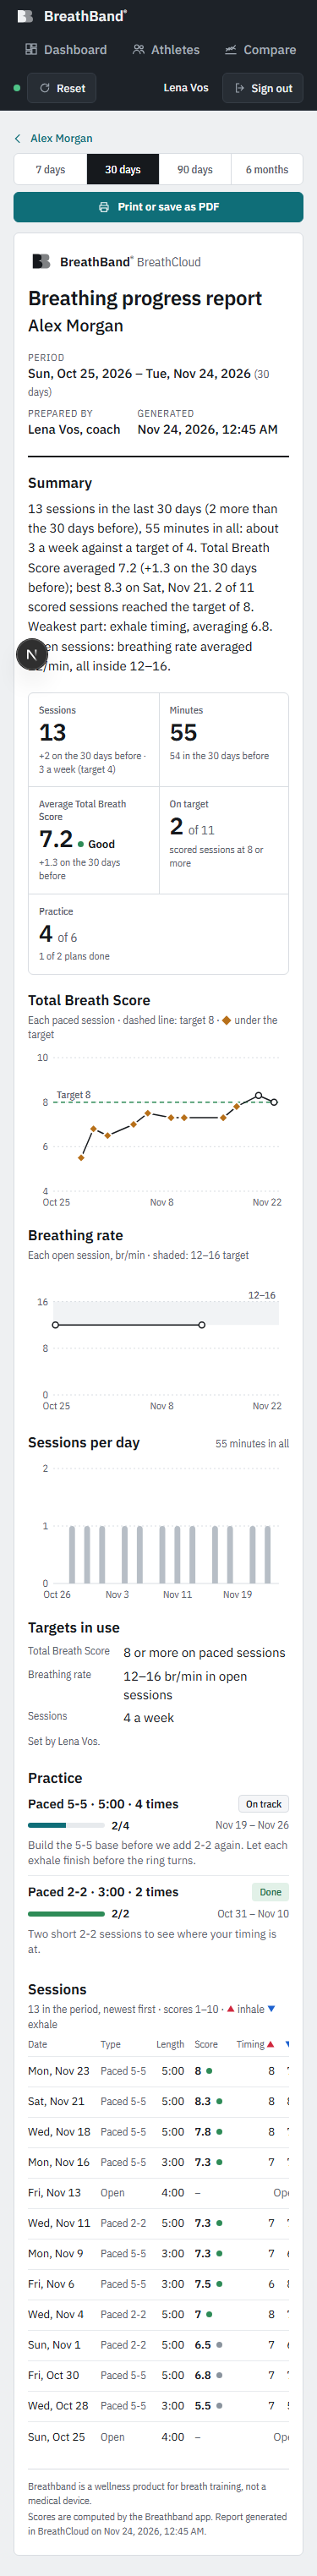 BreathBand®
Dashboard
Athletes
Compare
Reset
Lena Vos
Sign out
Alex Morgan
7 days
30 days
90 days
6 months
Print or save as PDF
BreathBand® BreathCloud
Breathing progress report
Alex Morgan
PERIOD
Sun, Oct 25, 2026 – Tue, Nov 24, 2026 (30
days)
PREPARED BY
Lena Vos, coach
GENERATED
Nov 24, 2026, 12:45 AM
Summary
13 sessions in the last 30 days (2 more than
the 30 days before), 55 minutes in all: about
3 a week against a target of 4. Total Breath
Score averaged 7.2 (+1.3 on the 30 days
before); best 8.3 on Sat, Nov 21. 2 of 11
scored sessions reached the target of 8.
Weakest part: exhale timing, averaging 6.8.
en sessions: breathing rate averaged
/min, all inside 12–16.
N
Sessions
13
+2 on the 30 days before ·
3 a week (target 4)
Minutes
55
54 in the 30 days before
Average Total Breath
Score
7.2 Good
+1.3 on the 30 days
before
On target
2 of 11
scored sessions at 8 or
more
Practice
4 of 6
1 of 2 plans done
Total Breath Score
Each paced session · dashed line: target 8 · ◆ under the
target
10
Target 8
8
6
4
Oct 25
Nov 8
Nov 22
Breathing rate
Each open session, br/min · shaded: 12–16 target
12–16
16
8
0
Oct 25
Nov 8
Nov 22
Sessions per day
55 minutes in all
2
1
0
Oct 26
Nov 3
Nov 11
Nov 19
Targets in use
Total Breath Score 8 or more on paced sessions
Breathing rate 12–16 br/min in open
sessions
Sessions 4 a week
Set by Lena Vos.
Practice
Paced 5-5 · 5:00 · 4 times On track
2/4 Nov 19 – Nov 26
Build the 5-5 base before we add 2-2 again. Let each
exhale finish before the ring turns.
Paced 2-2 · 3:00 · 2 times Done
2/2 Oct 31 – Nov 10
Two short 2-2 sessions to see where your timing is
at.
Sessions
13 in the period, newest first · scores 1–10 · ▲ inhale ▼
exhale
Date Type Length Score Timing ▲
Mon, Nov 23 Paced 5-5 5:00 8 8
Sat, Nov 21 Paced 5-5 5:00 8.3 8
Wed, Nov 18 Paced 5-5 5:00 7.8 8
Mon, Nov 16 Paced 5-5 3:00 7.3 7
Fri, Nov 13 Open 4:00 –
Wed, Nov 11 Paced 2-2 5:00 7.3 7
Mon, Nov 9 Paced 5-5 3:00 7.3 7
Fri, Nov 6 Paced 5-5 3:00 7.5 6
Wed, Nov 4 Paced 2-2 5:00 7 8
Sun, Nov 1 Paced 2-2 5:00 6.5 7
Fri, Oct 30 Paced 5-5 5:00 6.8 7
Wed, Oct 28 Paced 5-5 3:00 5.5 7
Sun, Oct 25 Open 4:00 –
Breathband is a wellness product for breath training, not a
medical device.
Scores are computed by the Breathband app. Report generated
in BreathCloud on Nov 24, 2026, 12:45 AM.